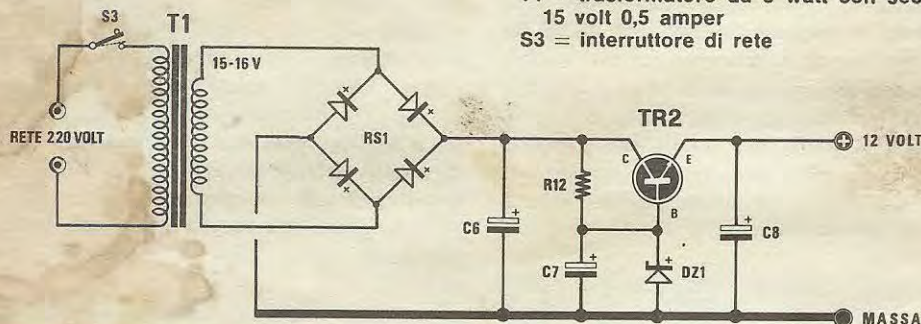 15 volt 0,5 amper
S3 = interruttore di rete
S3
T1
15-16 V
RETE 220 VOLT
RS1
TR2
C
E
B
12 VOLT
R12
C6
+
C7
+
DZ1
+
C8
+
MASSA